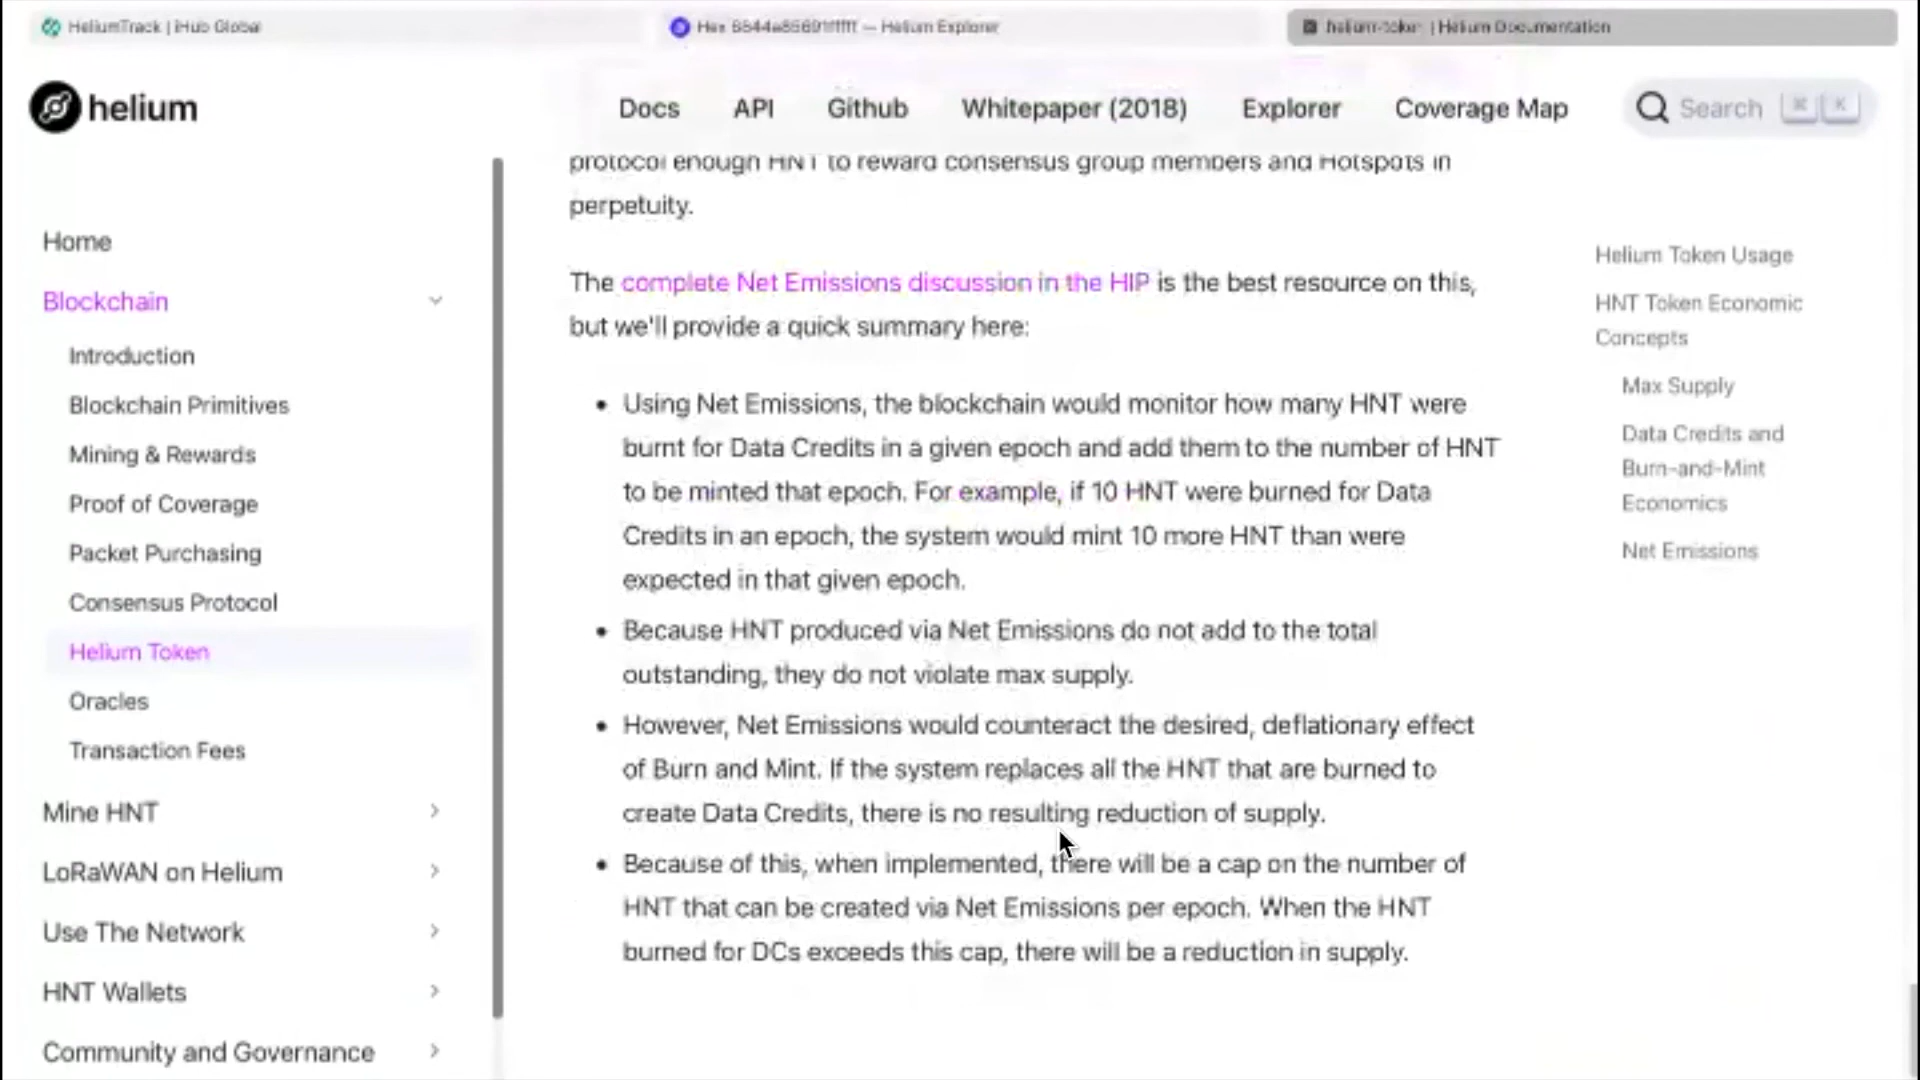 HeliumTrack | iHub Global
— Helium Explorer
helium-token | Helium Documentation
helium
Docs
API
Github
Whitepaper (2018)
Explorer
Coverage Map
Search
⌘
K
Home
Blockchain
Introduction
Blockchain Primitives
Mining & Rewards
Proof of Coverage
Packet Purchasing
Consensus Protocol
Helium Token
Oracles
Transaction Fees
Mine HNT
LoRaWAN on Helium
Use The Network
HNT Wallets
Community and Governance
protocol enough HNT to reward consensus group members and Hotspots in
perpetuity.
The complete Net Emissions discussion in the HIP is the best resource on this,
but we'll provide a quick summary here:
• Using Net Emissions, the blockchain would monitor how many HNT were
burnt for Data Credits in a given epoch and add them to the number of HNT
to be minted that epoch. For example, if 10 HNT were burned for Data
Credits in an epoch, the system would mint 10 more HNT than were
expected in that given epoch.
• Because HNT produced via Net Emissions do not add to the total
outstanding, they do not violate max supply.
• However, Net Emissions would counteract the desired, deflationary effect
of Burn and Mint. If the system replaces all the HNT that are burned to
create Data Credits, there is no resulting reduction of supply.
• Because of this, when implemented, there will be a cap on the number of
HNT that can be created via Net Emissions per epoch. When the HNT
burned for DCs exceeds this cap, there will be a reduction in supply.
Helium Token Usage
HNT Token Economic
Concepts
Max Supply
Data Credits and
Burn-and-Mint
Economics
Net Emissions